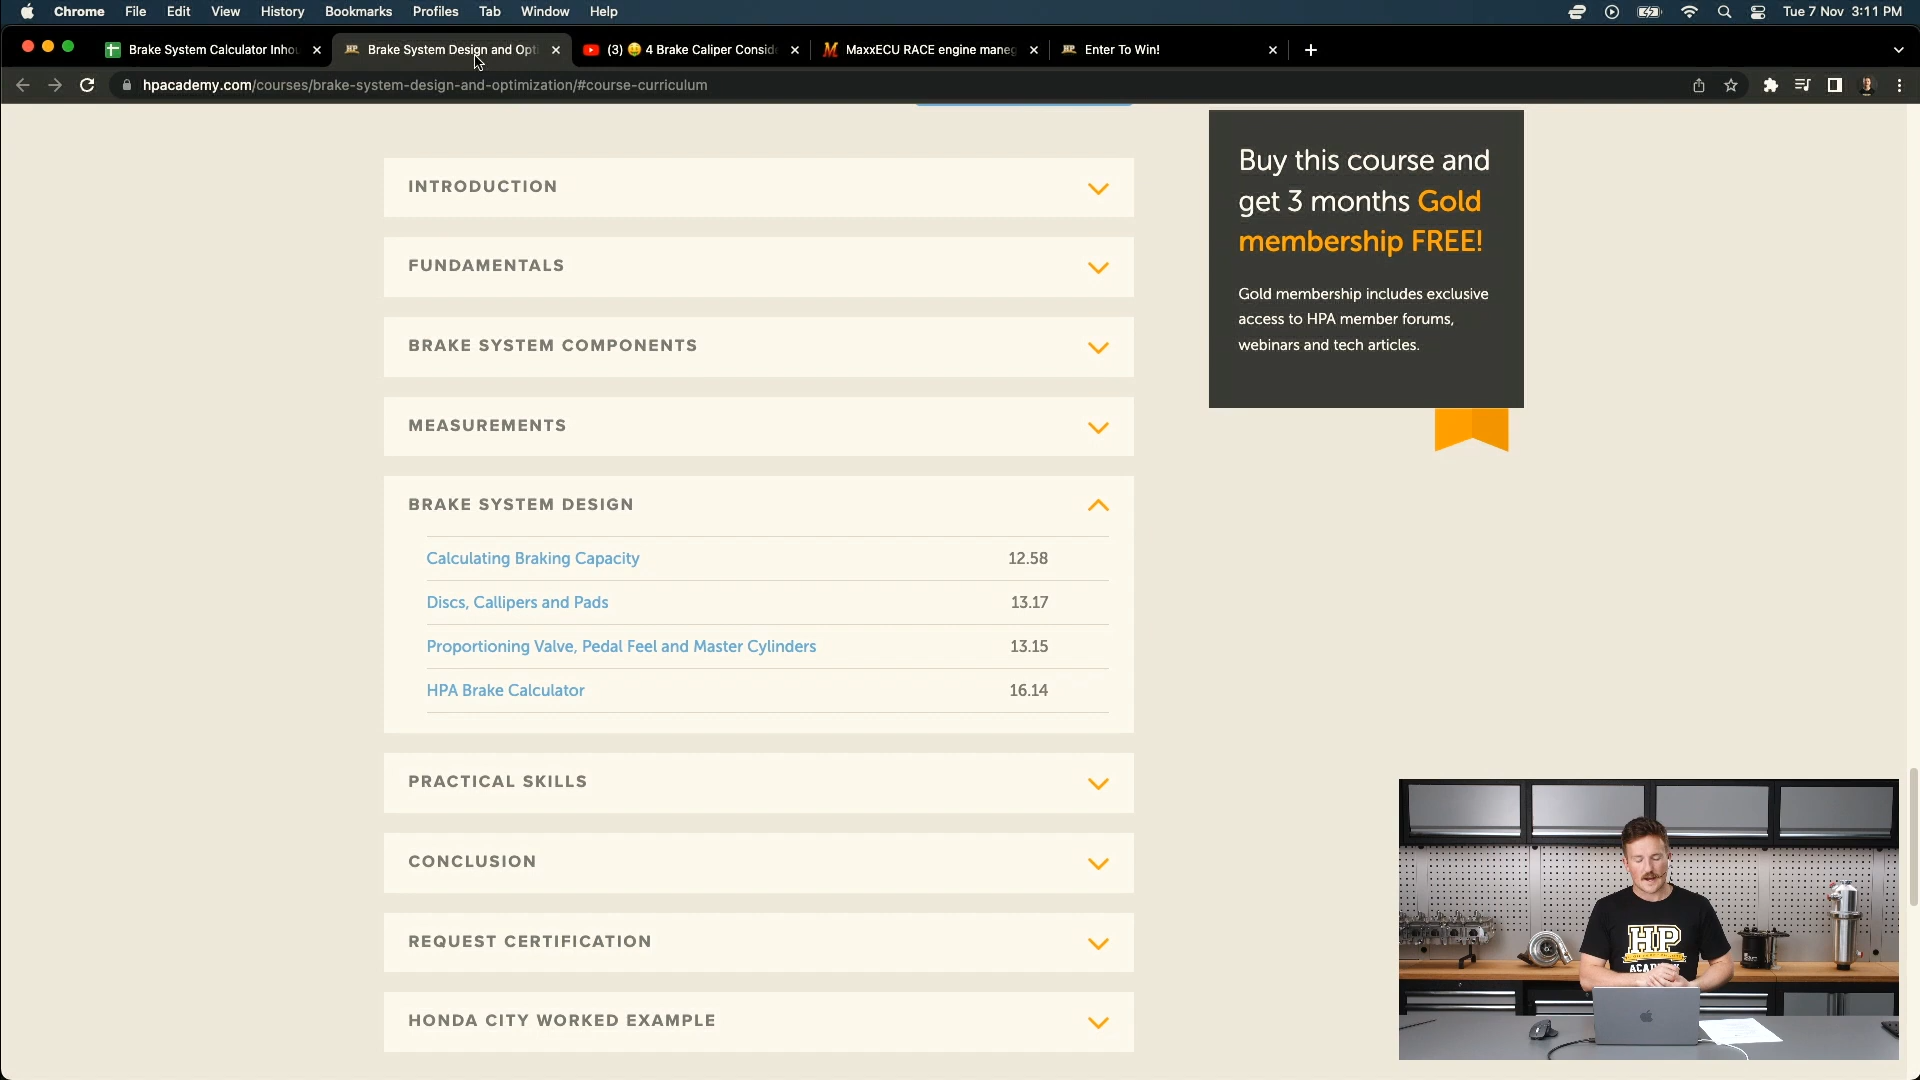 Chrome File Edit View History Bookmarks Profiles Tab Window Help Tue 7 Nov 3:11 PM
Brake System Calculator Inho Brake System Design and Opti (3) 🤑 4 Brake Caliper Consid MaxxECU RACE engine maneg Enter To Win!
hpacademy.com/courses/brake-system-design-and-optimization/#course-curriculum
INTRODUCTION
FUNDAMENTALS
BRAKE SYSTEM COMPONENTS
MEASUREMENTS
BRAKE SYSTEM DESIGN
Calculating Braking Capacity 12.58
Discs, Callipers and Pads 13.17
Proportioning Valve, Pedal Feel and Master Cylinders 13.15
HPA Brake Calculator 16.14
PRACTICAL SKILLS
CONCLUSION
REQUEST CERTIFICATION
HONDA CITY WORKED EXAMPLE
Buy this course and
get 3 months Gold
membership FREE!
Gold membership includes exclusive
access to HPA member forums,
webinars and tech articles.
HP
ACADEMY